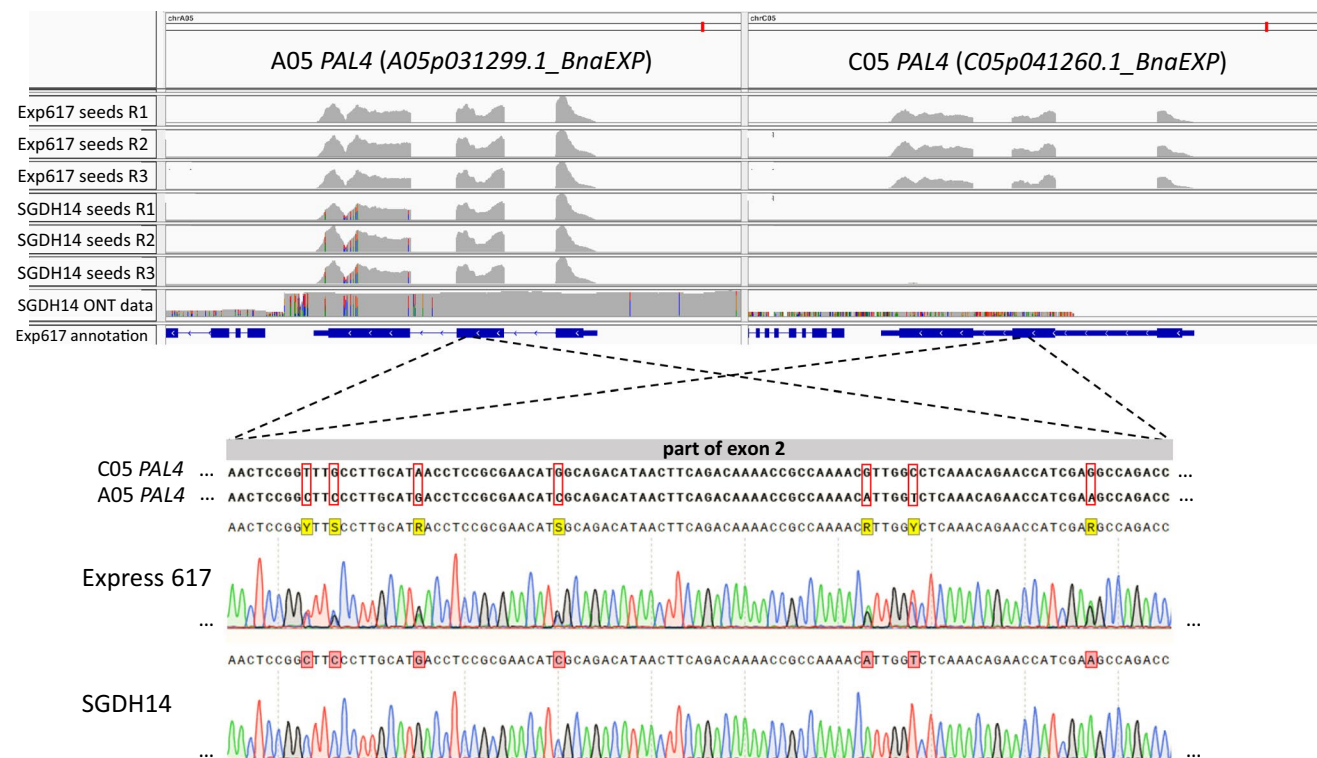 chrA05
chrC05
A05 PAL4 (A05p031299.1_BnaEXP)
C05 PAL4 (C05p041260.1_BnaEXP)
Exp617 seeds R1
Exp617 seeds R2
Exp617 seeds R3
SGDH14 seeds R1
SGDH14 seeds R2
SGDH14 seeds R3
SGDH14 ONT data
Exp617 annotation
part of exon 2
C05 PAL4 ... AACTCCGGTTTGCCTTGCATAACCTCCGCGAACATGGCAGACATAACTTCAGACAAAACCGCCAAAACGTTGGCCTCAAACAGAACCATCGAGGCCAGACC ...
A05 PAL4 ... AACTCCGGCTTCCCTTGCATGACCTCCGCGAACATCGCAGACATAACTTCAGACAAAACCGCCAAAACATTGGTCTCAAACAGAACCATCGAAGCCAGACC ...
AACTCCGGYTTSCCTTGCATRACCTCCGCGAACATSGCAGACATAACTTCAGACAAAACCGCCAAAACRTTGGYCTCAAACAGAACCATCGARGCCAGACC
Express 617
... ...
AACTCCGGCTTCCCTTGCATGACCTCCGCGAACATCGCAGACATAACTTCAGACAAAACCGCCAAAACATTGGTCTCAAACAGAACCATCGAAGCCAGACC
SGDH14
... ...